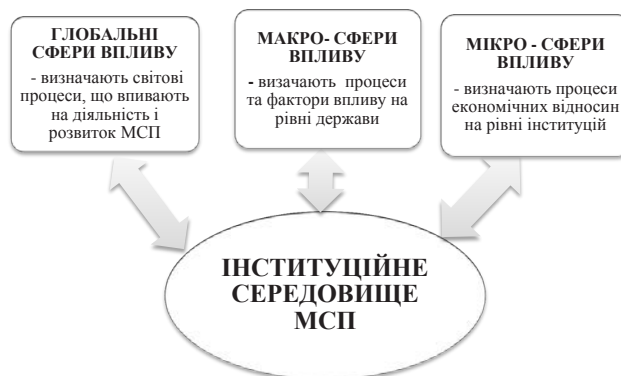 ГЛОБАЛЬНІ
СФЕРИ ВПЛИВУ
- визначають світові
процеси, що впивають
на діяльність і
розвиток МСП
МАКРО- СФЕРИ
ВПЛИВУ
- визачають процеси
та фактори впливу на
рівні держави
МІКРО - СФЕРИ
ВПЛИВУ
- визначають процеси
економічних відносин
на рівні інституцій
ІНСТИТУЦІЙНЕ
СЕРЕДОВИЩЕ
МСП